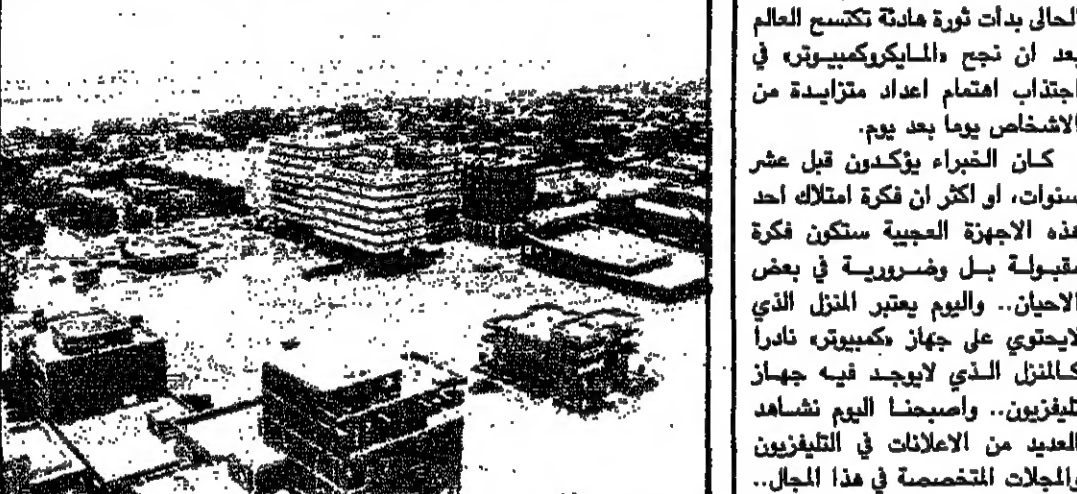 الحالى بدأت ثورة هادئة تكتسح العالم
بعد ان نجح «المايكروكمبيوتر» في
اجتذاب اهتمام اعداد متزايدة من
الاشخاص يوما بعد يوم.
كان الخبراء يؤكدون قبل عشر
سنوات، او اكثر ان فكرة امتلاك احد
هذه الاجهزة العجيبة ستكون فكرة
مقبولة بل وضرورية في بعض
الاحيان.. واليوم يعتبر المنزل الذي
لايحتوي على جهاز «كمبيوتر» نادرا
كالمنزل الذي لايوجد فيه جهاز
تليفزيون.. واصبحنا اليوم نشاهد
العديد من الاعلانات في التليفزيون
والمجلات المتخصصة في هذا المجال..